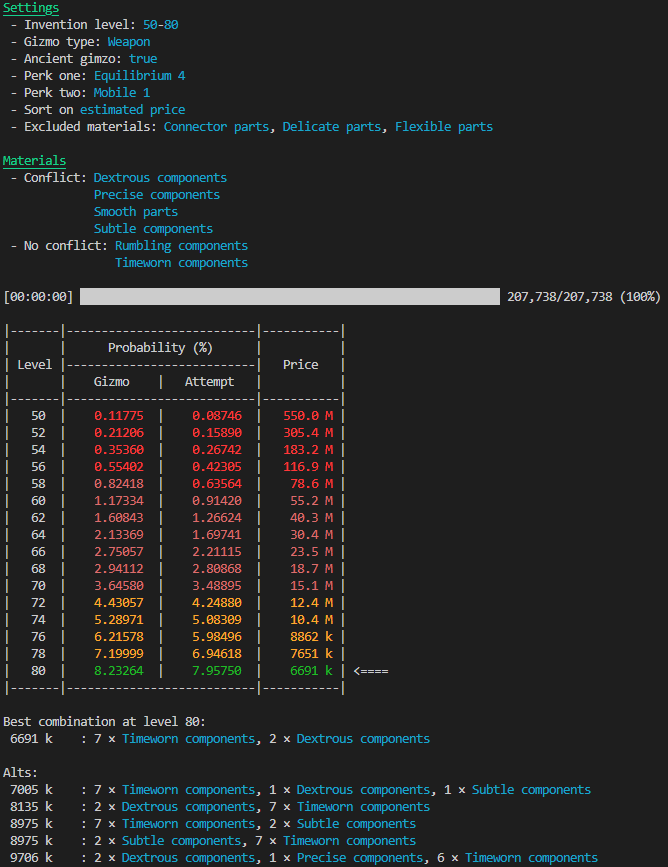 Settings
- Invention level: 50-80
- Gizmo type: Weapon
- Ancient gimzo: true
- Perk one: Equilibrium 4
- Perk two: Mobile 1
- Sort on estimated price
- Excluded materials: Connector parts, Delicate parts, Flexible parts
Materials
- Conflict: Dextrous components
Precise components
Smooth parts
Subtle components
- No conflict: Rumbling components
Timeworn components
[00:00:00] 207,738/207,738 (100%)
|-------|---------------------------|-----------|
| | Probability (%) | |
| Level |---------------------------| Price |
| | Gizmo | Attempt | |
|-------|---------------------------|-----------|
| 50 | 0.11775 | 0.08746 | 550.0 M |
| 52 | 0.21206 | 0.15890 | 305.4 M |
| 54 | 0.35360 | 0.26742 | 183.2 M |
| 56 | 0.55402 | 0.42305 | 116.9 M |
| 58 | 0.82418 | 0.63564 | 78.6 M |
| 60 | 1.17334 | 0.91420 | 55.2 M |
| 62 | 1.60843 | 1.26624 | 40.3 M |
| 64 | 2.13369 | 1.69741 | 30.4 M |
| 66 | 2.75057 | 2.21115 | 23.5 M |
| 68 | 2.94112 | 2.80868 | 18.7 M |
| 70 | 3.64580 | 3.48895 | 15.1 M |
| 72 | 4.43057 | 4.24880 | 12.4 M |
| 74 | 5.28971 | 5.08309 | 10.4 M |
| 76 | 6.21578 | 5.98496 | 8862 k |
| 78 | 7.19999 | 6.94618 | 7651 k |
| 80 | 8.23264 | 7.95750 | 6691 k | <====
|-------|---------------------------|-----------|
Best combination at level 80:
6691 k : 7 × Timeworn components, 2 × Dextrous components
Alts:
7005 k : 7 × Timeworn components, 1 × Dextrous components, 1 × Subtle components
8135 k : 2 × Dextrous components, 7 × Timeworn components
8975 k : 7 × Timeworn components, 2 × Subtle components
8975 k : 2 × Subtle components, 7 × Timeworn components
9706 k : 2 × Dextrous components, 1 × Precise components, 6 × Timeworn components